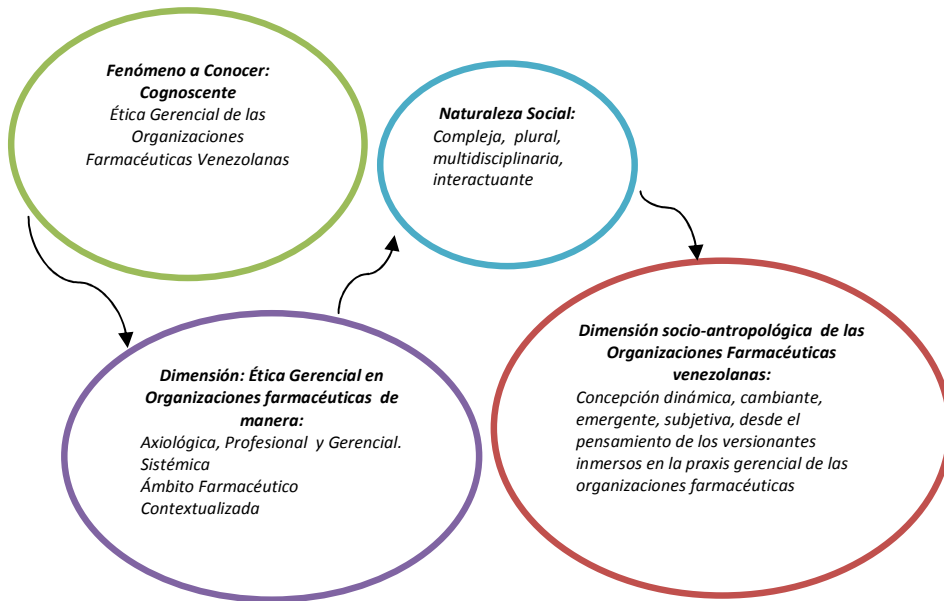 Fenómeno a Conocer:
Cognoscente
Ética Gerencial de las
Organizaciones
Farmacéuticas Venezolanas
Dimensión: Ética Gerencial en
Organizaciones farmacéuticas de
manera:
Axiológica, Profesional y Gerencial.
Sistémica
Ámbito Farmacéutico
Contextualizada
Naturaleza Social:
Compleja, plural,
multidisciplinaria,
interactuante
Dimensión socio-antropológica de las
Organizaciones Farmacéuticas
venezolanas:
Concepción dinámica, cambiante,
emergente, subjetiva, desde el
pensamiento de los versionantes
inmersos en la praxis gerencial de las
organizaciones farmacéuticas